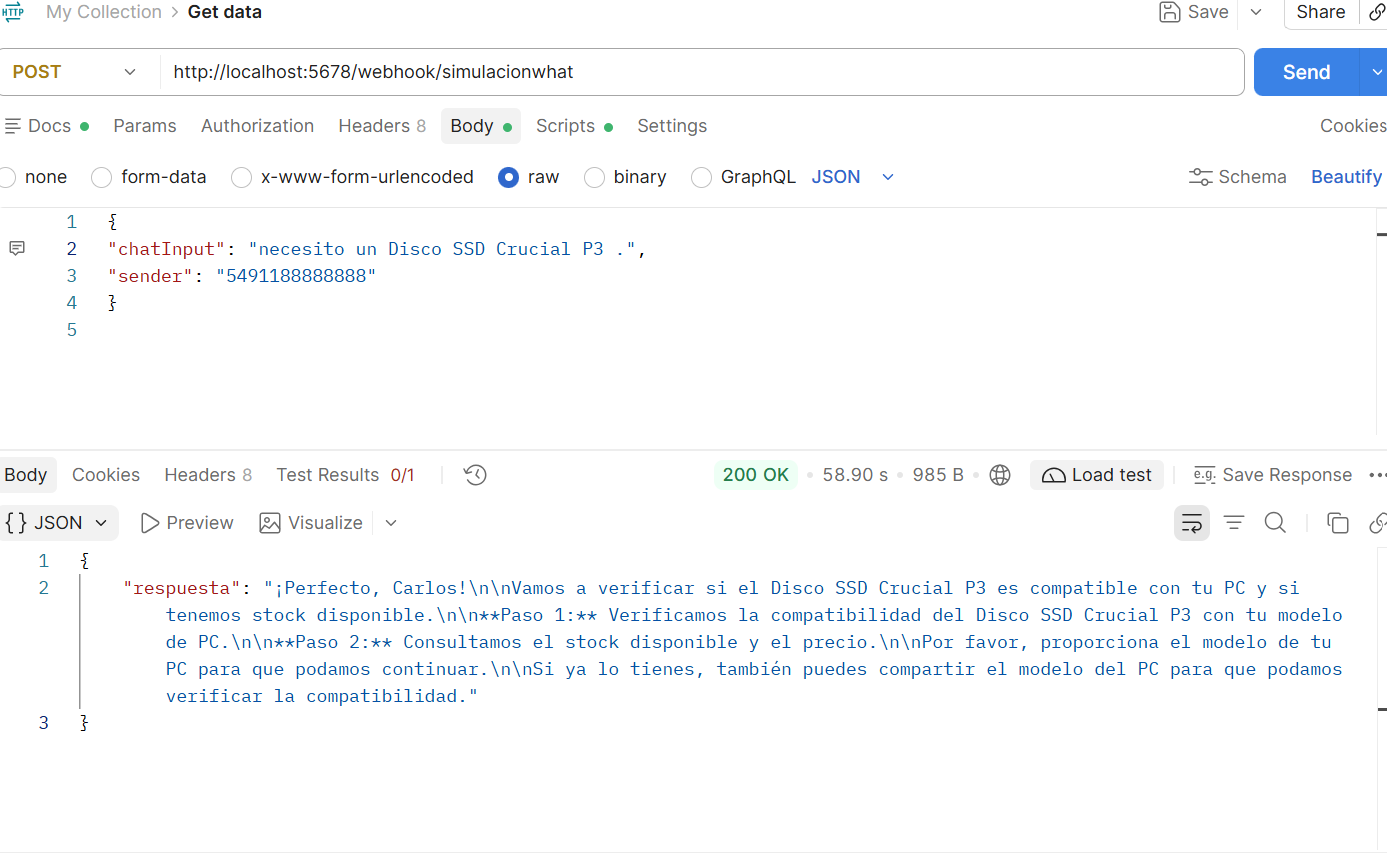 HTTP My Collection > Get data Save Share
POST http://localhost:5678/webhook/simulacionwhat Send
Docs Params Authorization Headers 8 Body Scripts Settings Cookies
none form-data x-www-form-urlencoded raw binary GraphQL JSON Schema Beautify
1 {
2 "chatInput": "necesito un Disco SSD Crucial P3 .",
3 "sender": "5491188888888"
4 }
5
Body Cookies Headers 8 Test Results 0/1 200 OK • 58.90 s • 985 B • Load test e.g. Save Response
{} JSON Preview Visualize
1 {
2 "respuesta": "¡Perfecto, Carlos!\n\nVamos a verificar si el Disco SSD Crucial P3 es compatible con tu PC y si
tenemos stock disponible.\n\n**Paso 1:** Verificamos la compatibilidad del Disco SSD Crucial P3 con tu modelo
de PC.\n\n**Paso 2:** Consultamos el stock disponible y el precio.\n\nPor favor, proporciona el modelo de tu
PC para que podamos continuar.\n\nSi ya lo tienes, también puedes compartir el modelo del PC para que podamos
verificar la compatibilidad."
3 }